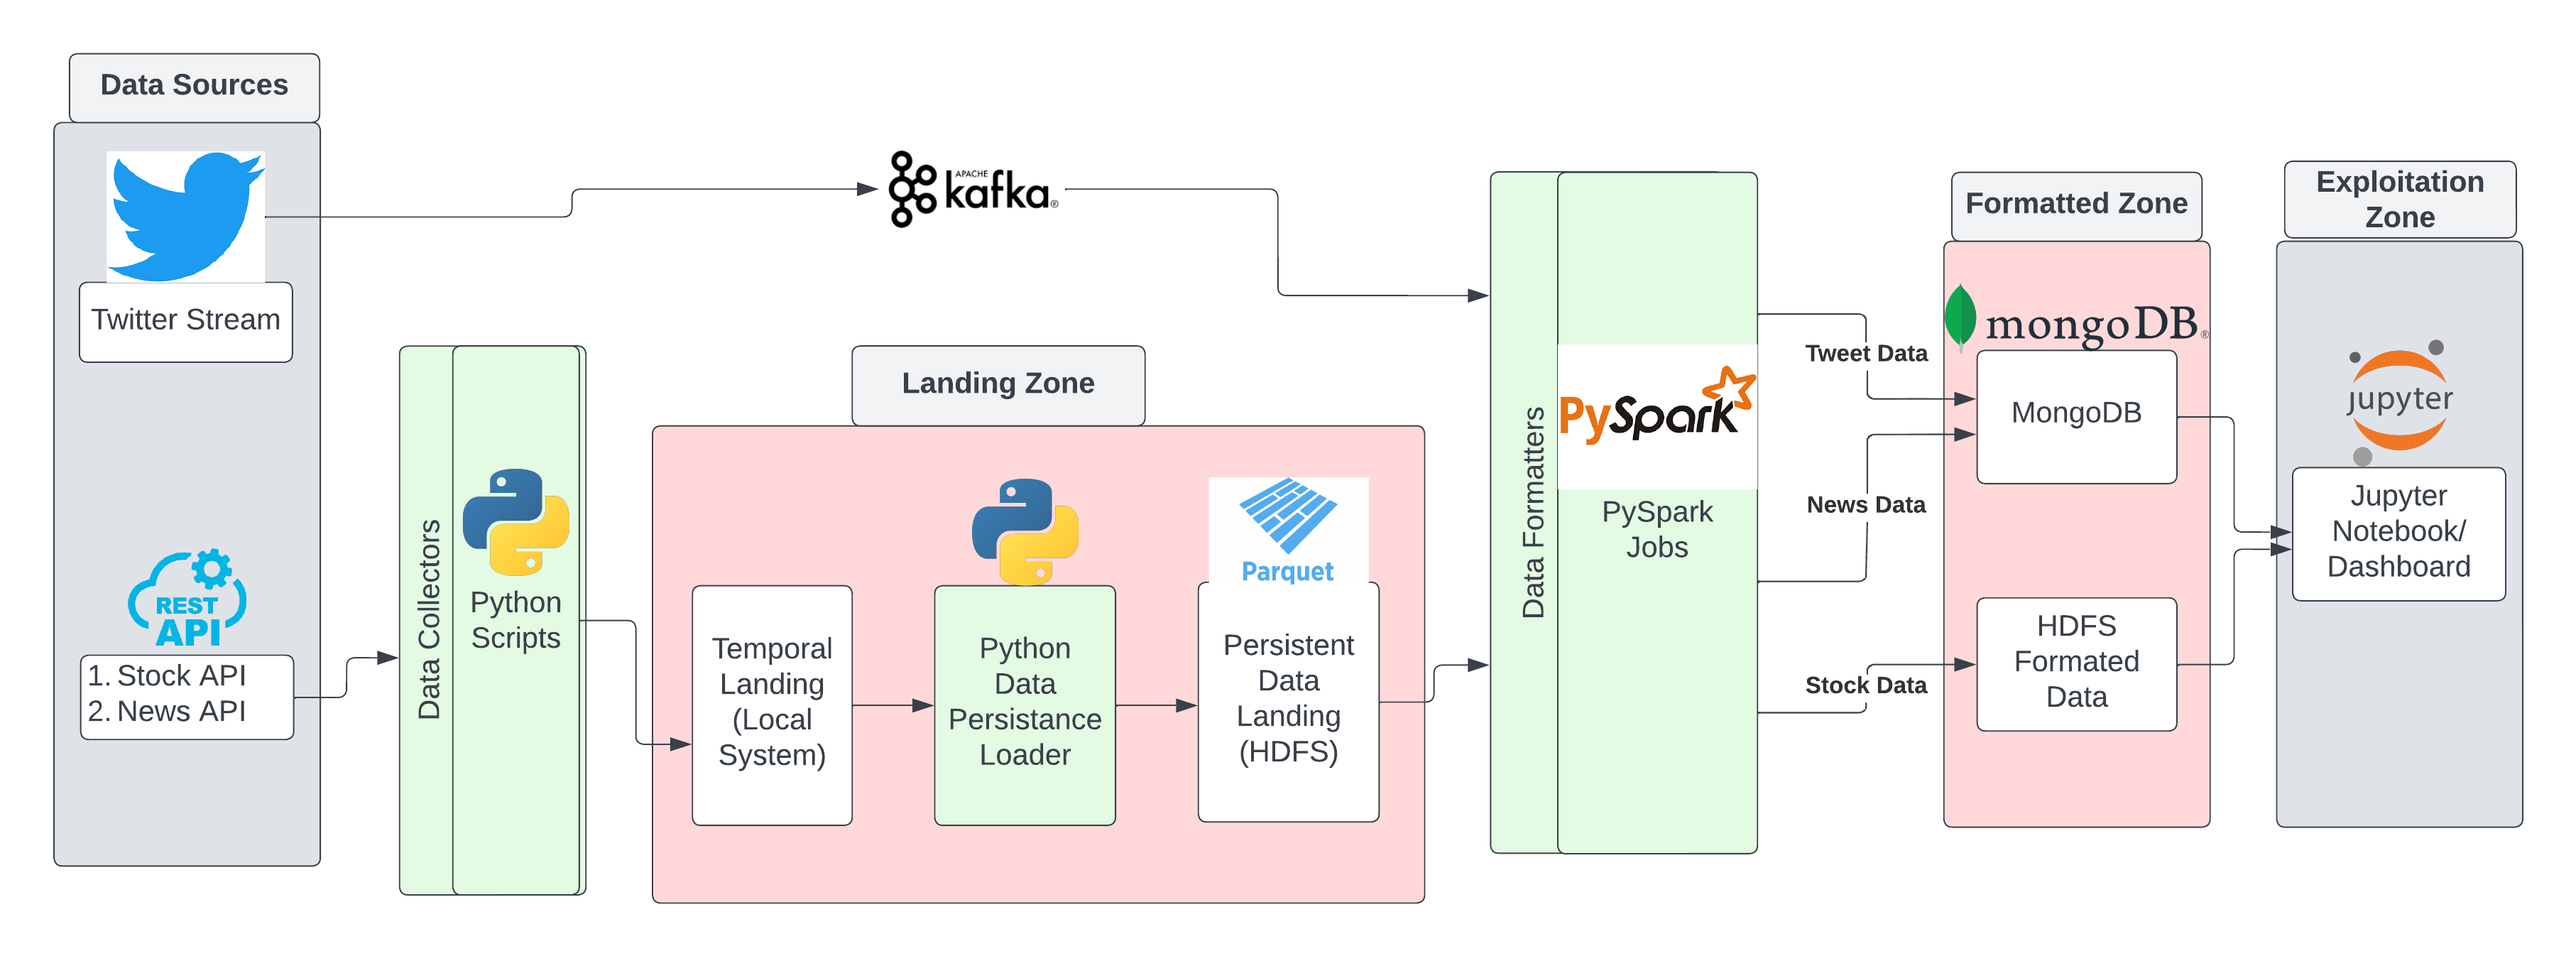 Data Sources
Twitter Stream
REST
API
1. Stock API
2. News API
Data Collectors
Python
Scripts
APACHE
kafka®
Landing Zone
Temporal
Landing
(Local
System)
Python
Data
Persistance
Loader
Parquet
Persistent
Data
Landing
(HDFS)
Data Formatters
PySpark
PySpark
Jobs
Tweet Data
News Data
Stock Data
Formatted Zone
mongoDB®
MongoDB
HDFS
Formated
Data
Exploitation
Zone
jupyter
Jupyter
Notebook/
Dashboard